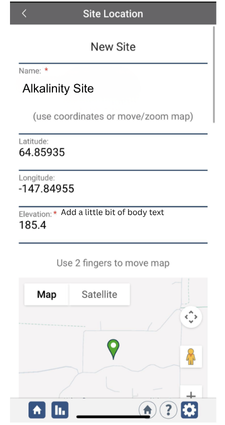 Site Location
New Site
Name: *
Alkalinity Site
(use coordinates or move/zoom map)
Latitude:
64.85935
Longitude:
-147.84955
Elevation: * Add a little bit of body text
185.4
Use 2 fingers to move map
Map Satellite
+
?